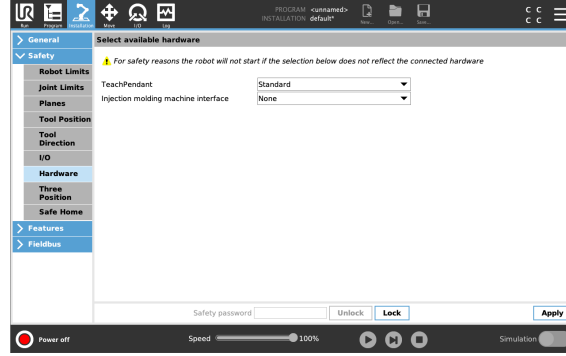 UR
Run Program Installation Move I/O Log
PROGRAM <unnamed>
INSTALLATION default*
New... Open... Save...
C C
C C
General
Safety
Robot Limits
Joint Limits
Planes
Tool Position
Tool
Direction
I/O
Hardware
Three
Position
Safe Home
Features
Fieldbus
Select available hardware
For safety reasons the robot will not start if the selection below does not reflect the connected hardware
TeachPendant Standard
Injection molding machine interface None
Safety password Unlock Lock Apply
Power off Speed 100% Simulation